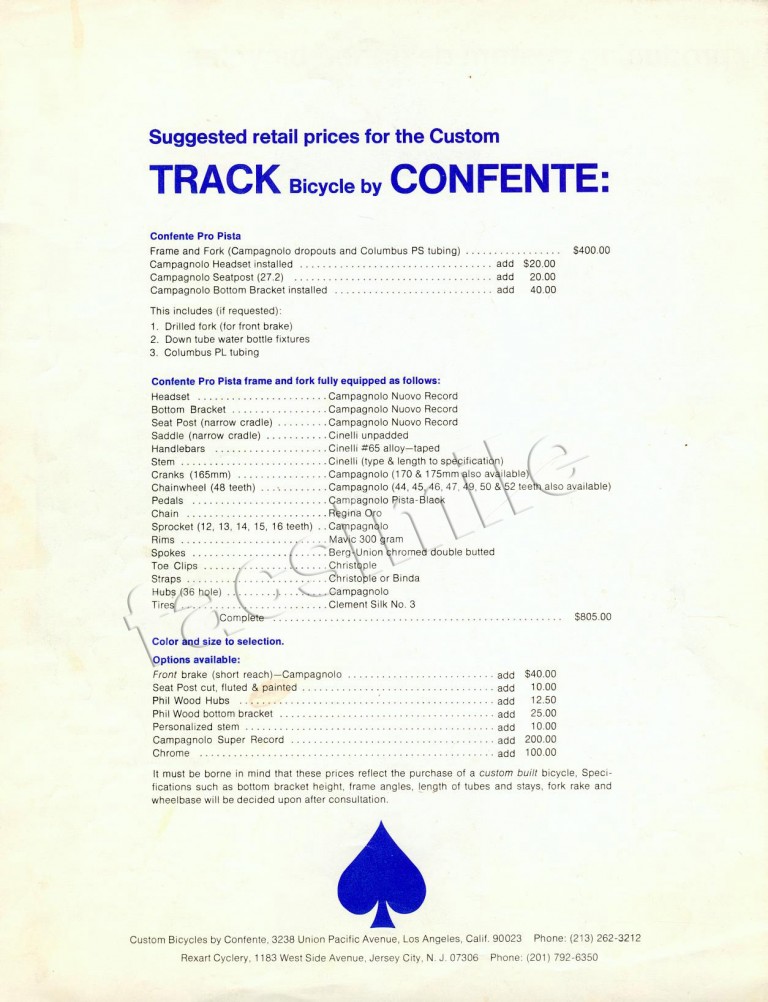 Suggested retail prices for the Custom
TRACK Bicycle by CONFENTE:
Confente Pro Pista
Frame and Fork (Campagnolo dropouts and Columbus PS tubing) ................. $400.00
Campagnolo Headset installed ................................. add $20.00
Campagnolo Seatpost (27.2) .................................. add 20.00
Campagnolo Bottom Bracket installed ........................... add 40.00
This includes (if requested):
1. Drilled fork (for front brake)
2. Down tube water bottle fixtures
3. Columbus PL tubing
Confente Pro Pista frame and fork fully equipped as follows:
Headset ...................... Campagnolo Nuovo Record
Bottom Bracket ................ Campagnolo Nuovo Record
Seat Post (narrow cradle) ......... Campagnolo Nuovo Record
Saddle (narrow cradle) ........... Cinelli unpadded
Handlebars ................... Cinelli #65 alloy—taped
Stem ......................... Cinelli (type & length to specification)
Cranks (165mm) ............... Campagnolo (170 & 175mm also available)
Chainwheel (48 teeth) ............ Campagnolo (44, 45, 46, 47, 49, 50 & 52 teeth also available)
Pedals ....................... Campagnolo Pista-Black
Chain ........................ Regina Oro
Sprocket (12, 13, 14, 15, 16 teeth) .. Campagnolo
Rims ......................... Mavic 300 gram
Spokes ....................... Berg-Union chromed double butted
Toe Clips ..................... Christople
Straps ....................... Christople or Binda
Hubs (36 hole) ................. Campagnolo
Tires ......................... Clement Silk No. 3
Complete .................................................. $805.00
Color and size to selection.
Options available:
Front brake (short reach)—Campagnolo ......................... add $40.00
Seat Post cut, fluted & painted ................................. add 10.00
Phil Wood Hubs ............................................ add 12.50
Phil Wood bottom bracket ..................................... add 25.00
Personalized stem ........................................... add 10.00
Campagnolo Super Record ................................... add 200.00
Chrome ................................................... add 100.00
It must be borne in mind that these prices reflect the purchase of a custom built bicycle, Speci-
fications such as bottom bracket height, frame angles, length of tubes and stays, fork rake and
wheelbase will be decided upon after consultation.
Custom Bicycles by Confente, 3238 Union Pacific Avenue, Los Angeles, Calif. 90023 Phone: (213) 262-3212
Rexart Cyclery, 1183 West Side Avenue, Jersey City, N. J. 07306 Phone: (201) 792-6350
facsimile